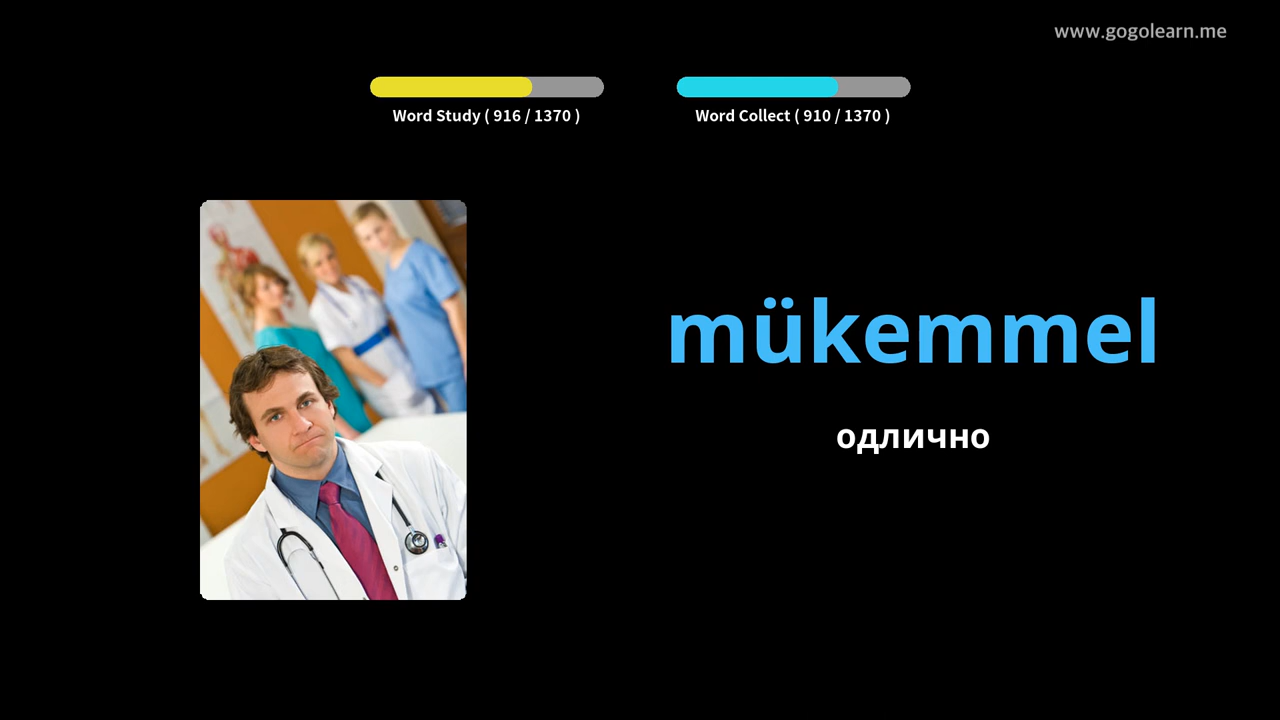 www.gogolearn.me
Word Study ( 916 / 1370 )
Word Collect ( 910 / 1370 )
mükemmel
одлично